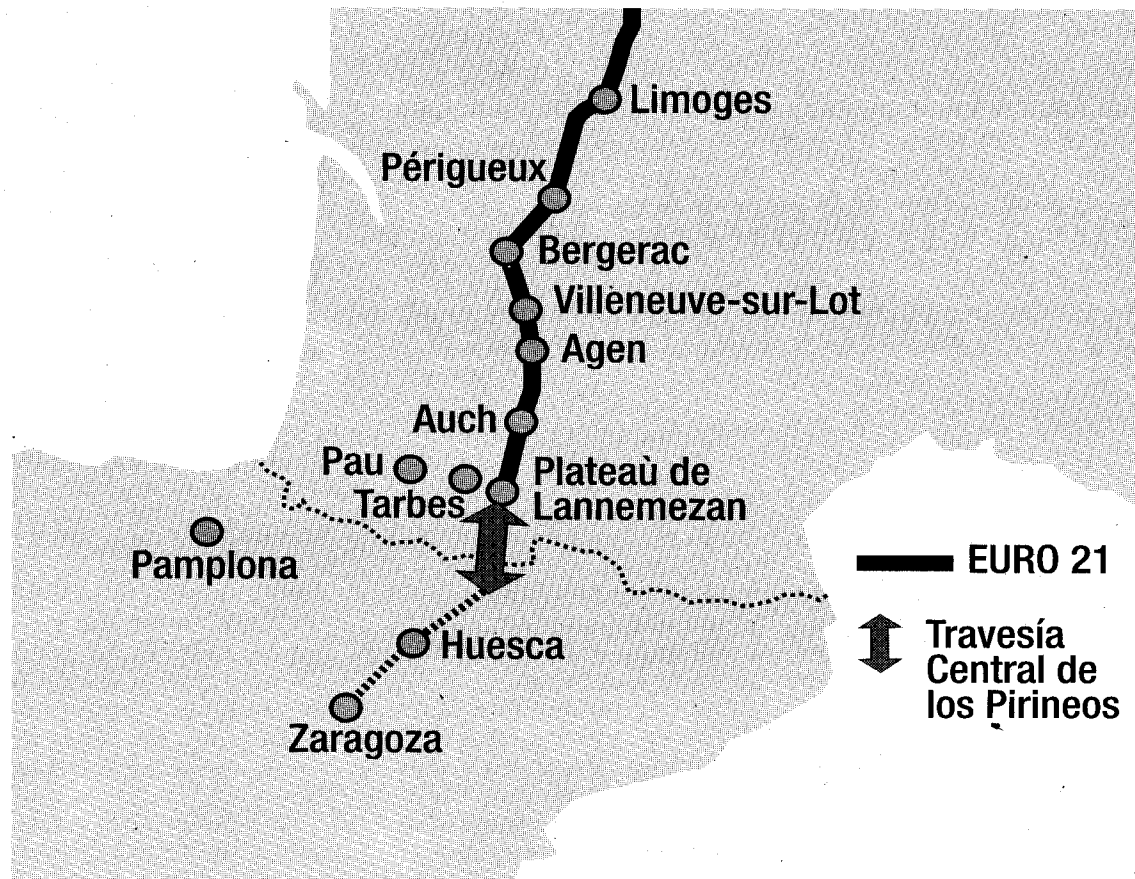 Limoges
Périgueux
Bergerac
Villeneuve-sur-Lot
Agen
Auch
Pau
Tarbes
Plateaù de
Lannemezan
Pamplona
EURO 21
Huesca
Travesía
Central de
los Pirineos
Zaragoza